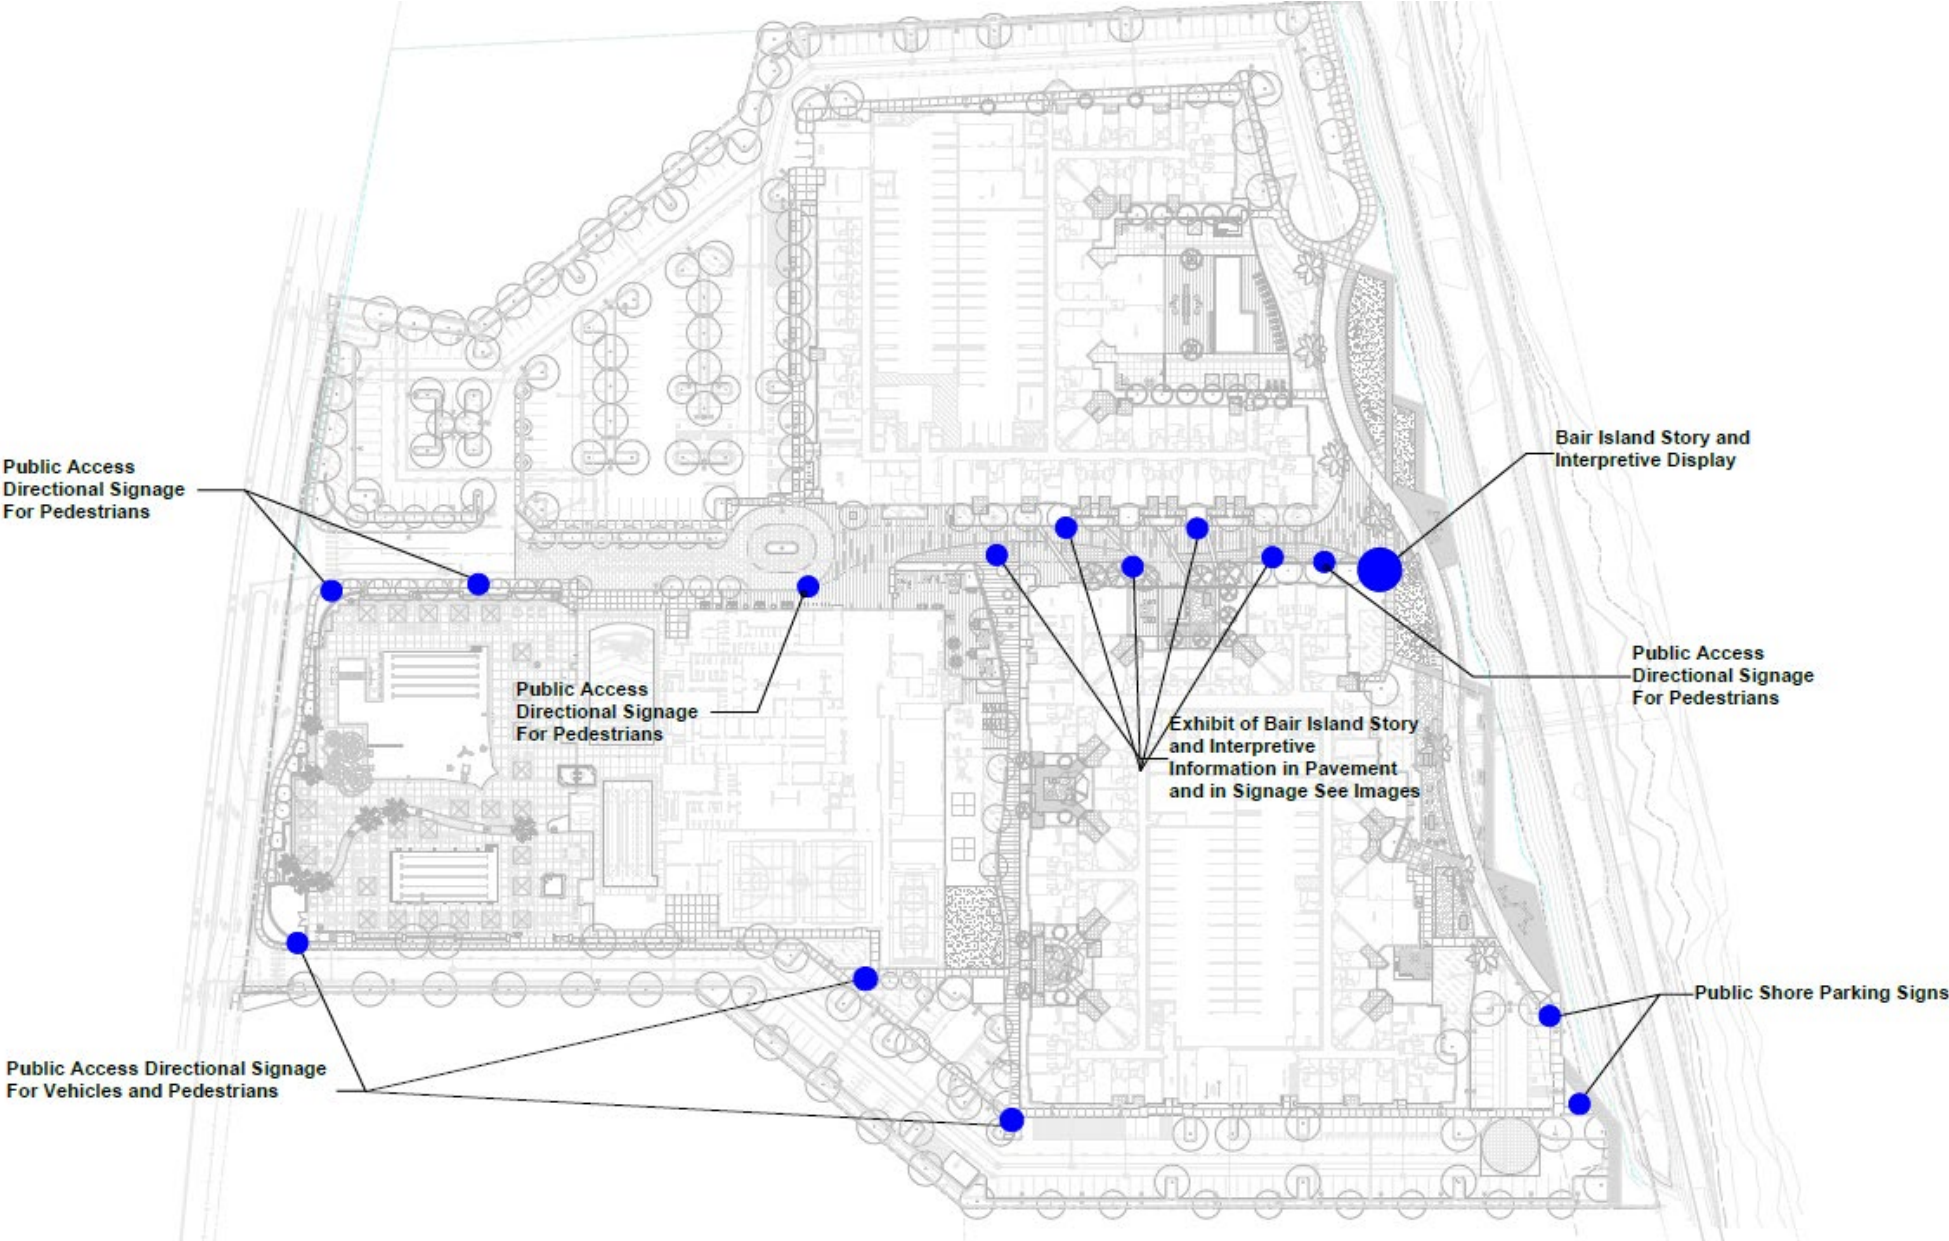 Bair Island Story and
Interpretive Display
Public Access
Directional Signage
For Pedestrians
Public Access
Directional Signage
For Pedestrians
Public Access
Directional Signage
For Pedestrians
Exhibit of Bair Island Story
and Interpretive
Information in Pavement
and in Signage See Images
Public Shore Parking Signs
Public Access Directional Signage
For Vehicles and Pedestrians